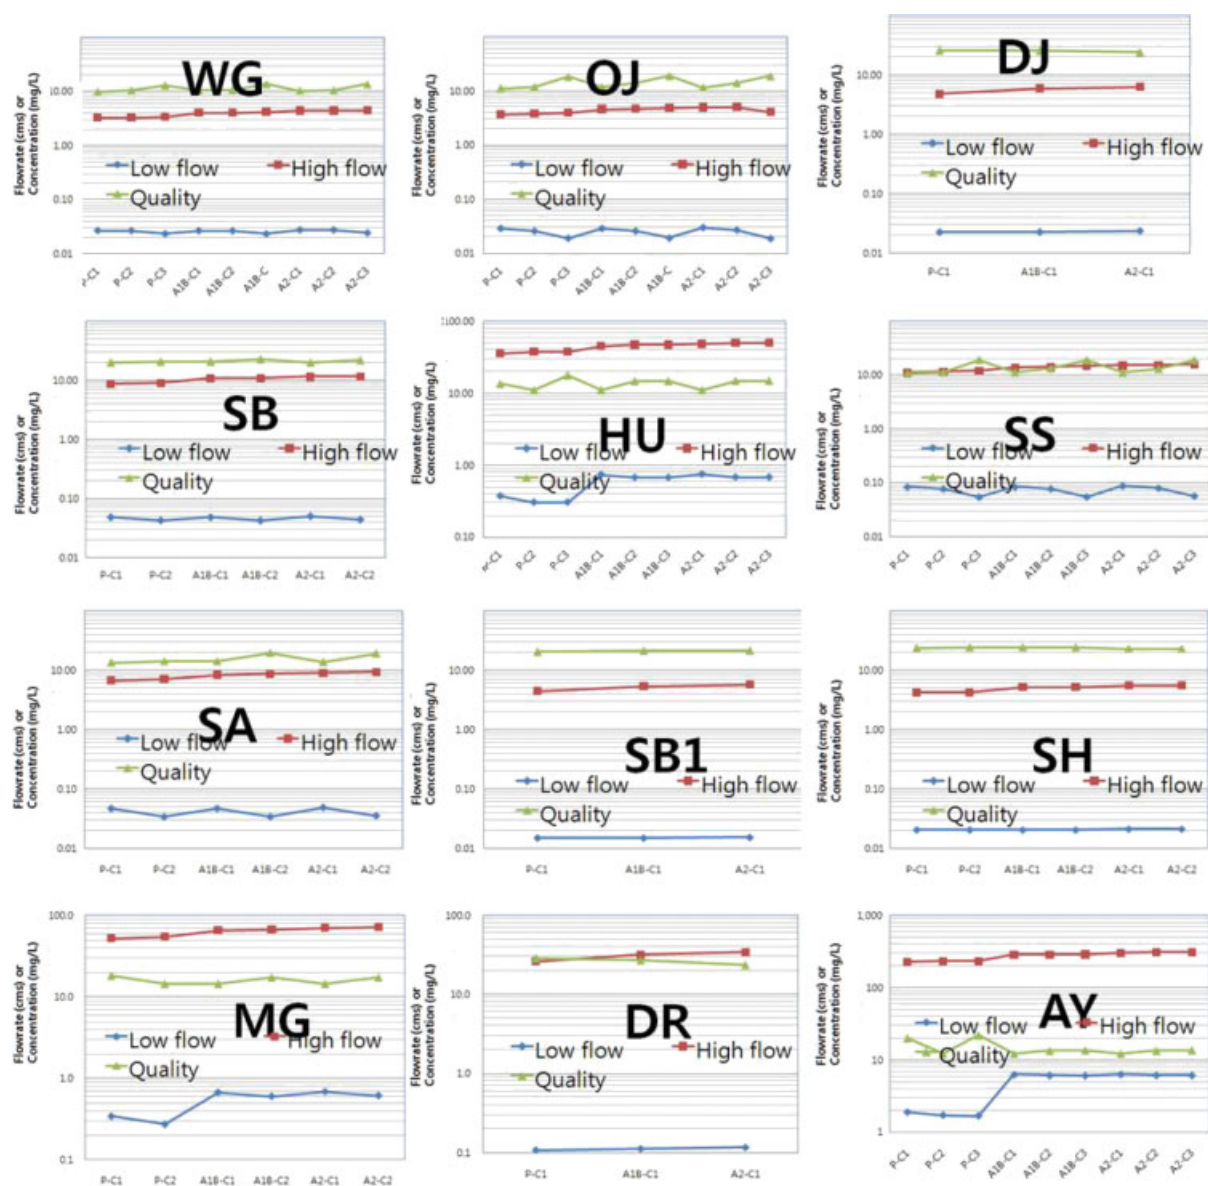 WG
Flowrate (cms) or
Concentration (mg/L)
10.00
1.00
0.10
0.01
Low flow
High flow
Quality
P-C1
P-C2
P-C3
A1B-C1
A1B-C2
A1B-C
A2-C1
A2-C2
A2-C3
OJ
Flowrate (cms) or
Concentration (mg/L)
10.00
1.00
0.10
0.01
Low flow
High flow
Quality
P-C1
P-C2
P-C3
A1B-C1
A1B-C2
A1B-C
A2-C1
A2-C2
A2-C3
DJ
Flowrate (cms) or
Concentration (mg/L)
10.00
1.00
0.10
0.01
Low flow
High flow
Quality
P-C1
A1B-C1
A2-C1
SB
Flowrate (cms) or
Concentration (mg/L)
10.00
1.00
0.10
0.01
Low flow
High flow
Quality
P-C1
P-C2
A1B-C1
A1B-C2
A2-C1
A2-C2
HU
Flowrate (cms) or
Concentration (mg/L)
100.00
10.00
1.00
0.10
Low flow
High flow
Quality
P-C2
P-C3
A1B-C1
A1B-C2
A1B-C3
A2-C1
A2-C2
A2-C3
SS
Flowrate (cms) or
Concentration (mg/L)
10.00
1.00
0.10
0.01
Low flow
High flow
Quality
P-C1
P-C2
P-C3
A1B-C1
A1B-C2
A1B-C3
A2-C1
A2-C2
A2-C3
SA
Flowrate (cms) or
Concentration (mg/L)
10.00
1.00
0.10
0.01
Low flow
High flow
Quality
P-C1
P-C2
A1B-C1
A1B-C2
A2-C1
A2-C2
SB1
Flowrate (cms) or
Concentration (mg/L)
10.00
1.00
0.10
0.01
Low flow
High flow
Quality
P-C1
A1B-C1
A2-C1
SH
Flowrate (cms) or
Concentration (mg/L)
10.00
1.00
0.10
0.01
Low flow
High flow
Quality
P-C1
P-C2
A1B-C1
A1B-C2
A2-C1
A2-C2
MG
Flowrate (cms) or
Concentration (mg/L)
100.0
10.0
1.0
0.1
Low flow
High flow
Quality
P-C1
P-C2
A1B-C1
A1B-C2
A2-C1
A2-C2
DR
Flowrate (cms) or
Concentration (mg/L)
100.0
10.0
1.0
0.1
Low flow
High flow
Quality
P-C1
A1B-C1
A2-C1
AY
Flowrate (cms) or
Concentration (mg/L)
1,000
100
10
1
Low flow
High flow
Quality
P-C1
P-C2
P-C3
A1B-C1
A1B-C2
A1B-C3
A2-C1
A2-C2
A2-C3